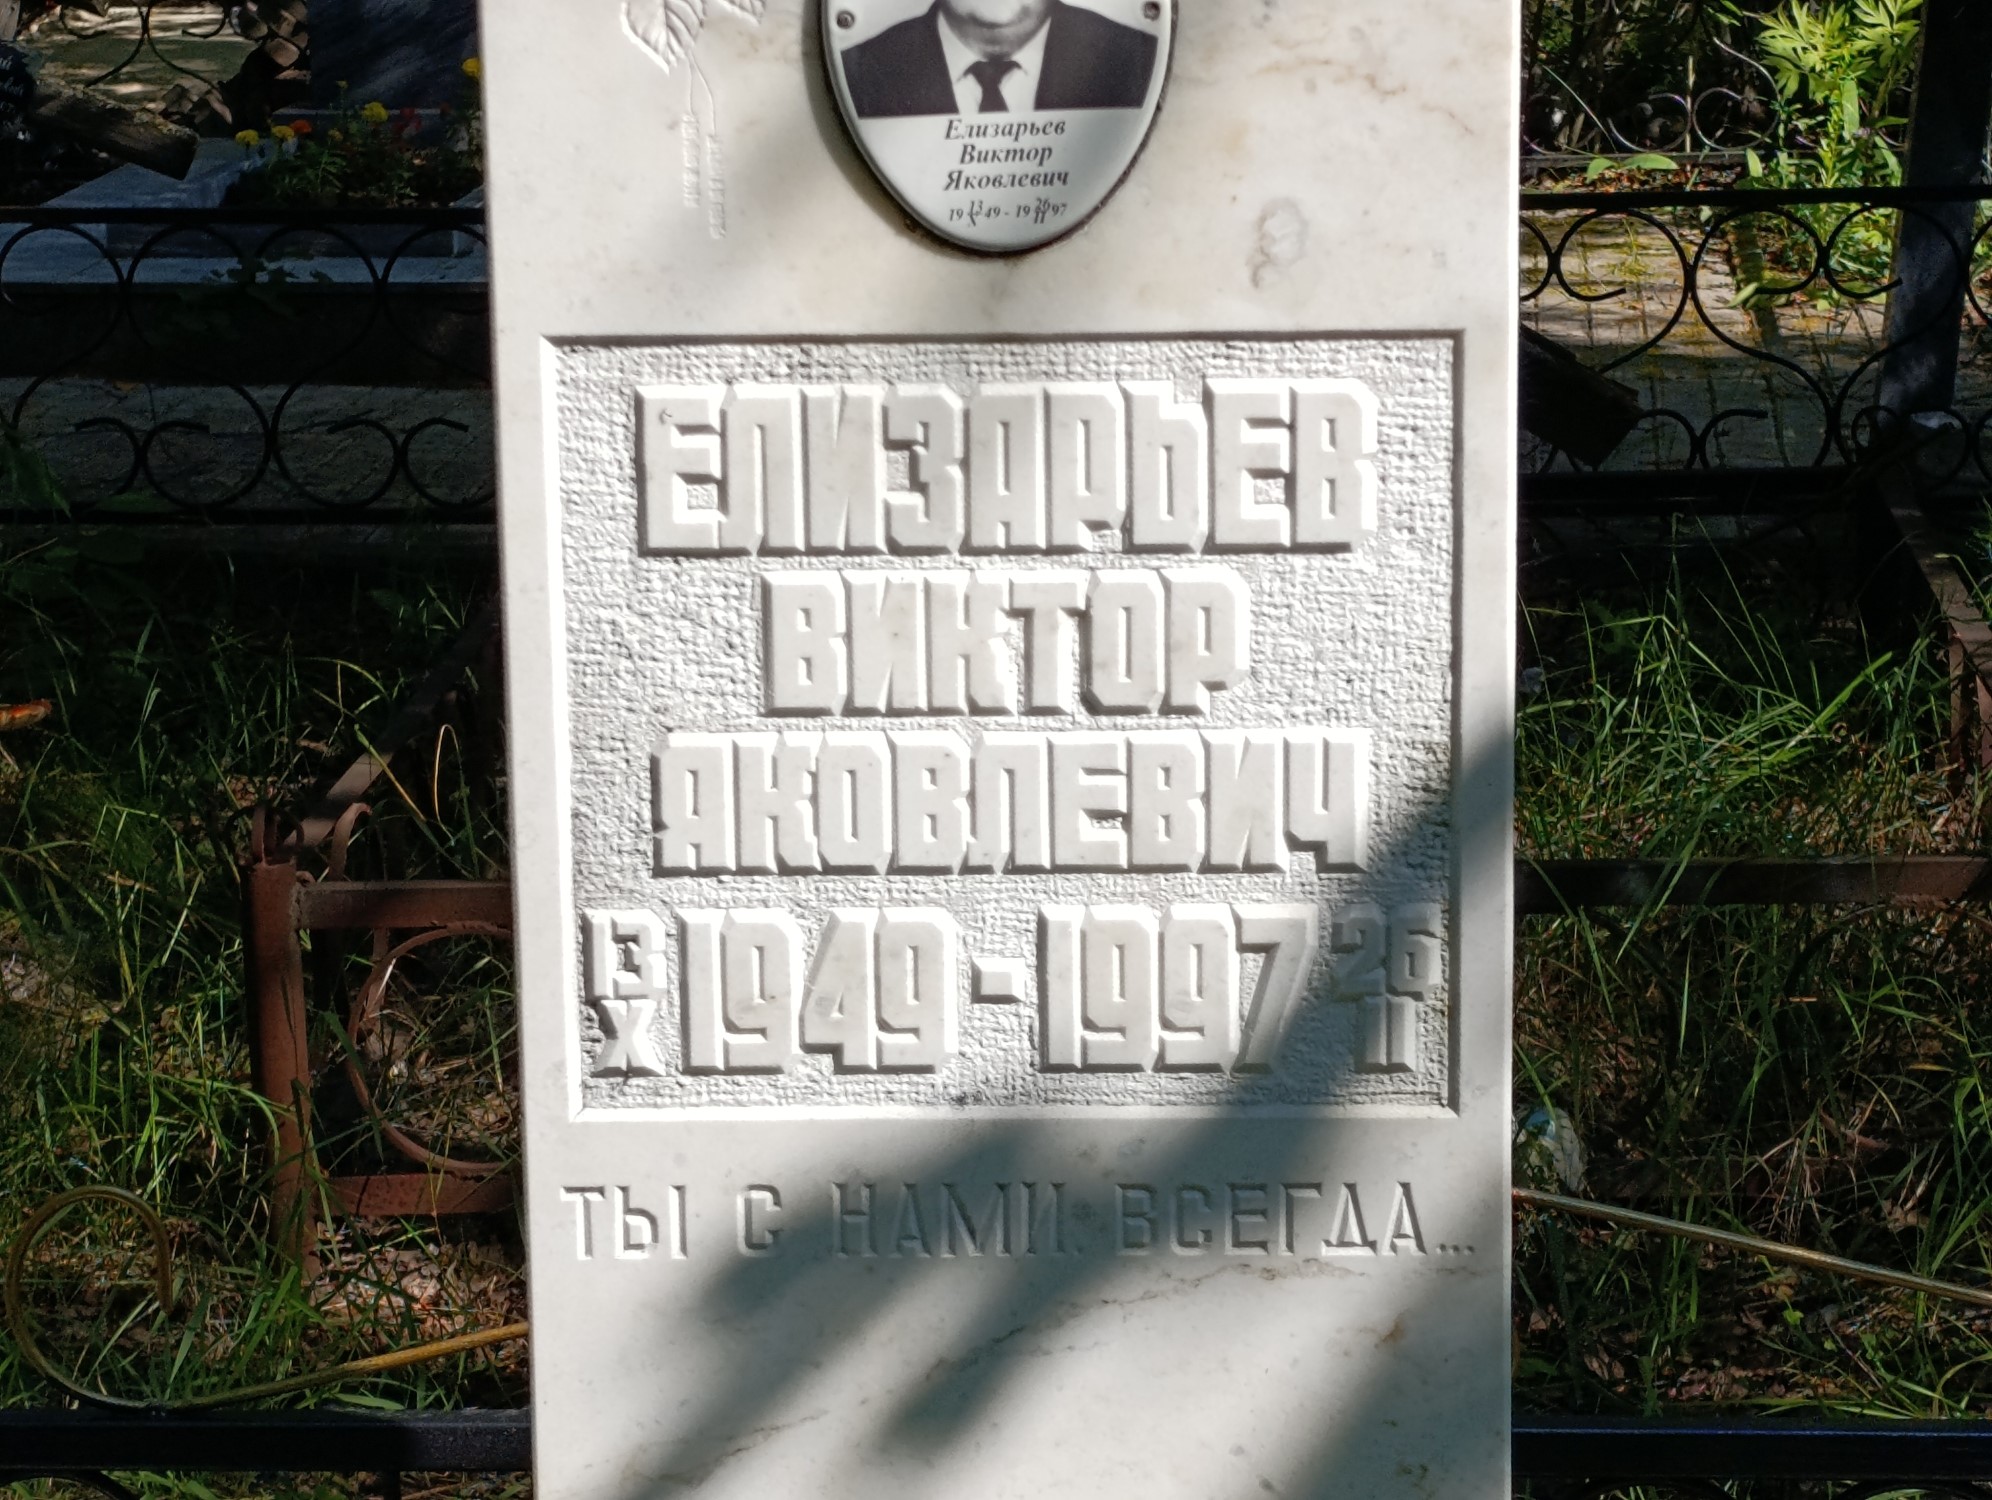 Елизарьев
Виктор
Яковлевич
19 13/X 49 - 19 26/II 97
ЕЛИЗАРЬЕВ
ВИКТОР
ЯКОВЛЕВИЧ
13/X 1949 - 1997 26/II
ТЫ С НАМИ ВСЕГДА...